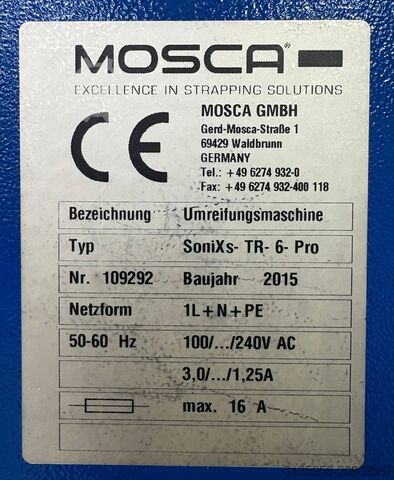 MOSCA®
EXCELLENCE IN STRAPPING SOLUTIONS
CE
MOSCA GMBH
Gerd-Mosca-Straße 1
69429 Waldbrunn
GERMANY
Tel.: +49 6274 932-0
Fax: +49 6274 932-400 118
Bezeichnung Umreifungsmaschine
Typ SoniXs- TR- 6- Pro
Nr. 109292 Baujahr 2015
Netzform 1L+N+PE
50-60 Hz 100/.../240V AC
3,0/.../1,25A
max. 16 A